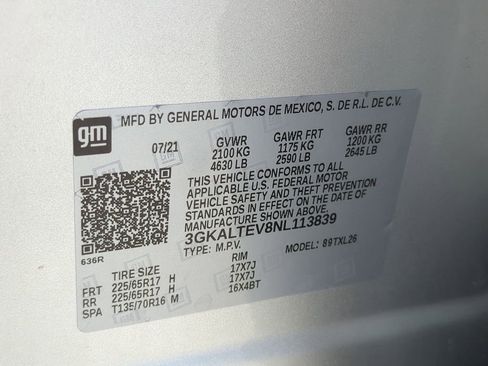 gm
MFD BY GENERAL MOTORS DE MEXICO, S. DE R.L. DE C.V.
07/21 GVWR GAWR FRT GAWR RR
2100 KG 1175 KG 1200 KG
4630 LB 2590 LB 2645 LB
THIS VEHICLE CONFORMS TO ALL
APPLICABLE U.S. FEDERAL MOTOR
VEHICLE SAFETY AND THEFT PREVENTION
STANDARDS IN EFFECT ON THE DATE OF
MANUFACTURE SHOWN ABOVE.
3GKALTEV8NL113839
636R TYPE: M.P.V. MODEL: 89TXL26
TIRE SIZE RIM
FRT 225/65R17 H 17X7J
RR 225/65R17 H 17X7J
SPA T135/70R16 M 16X4BT